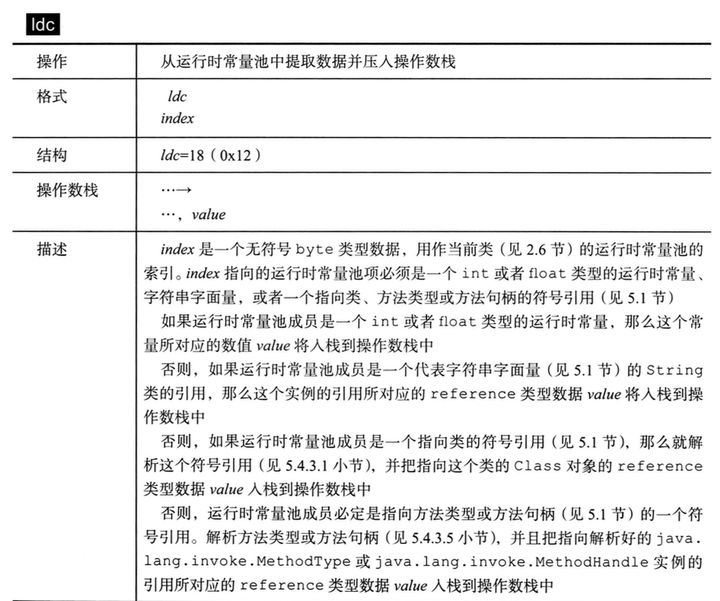 ldc
操作 从运行时常量池中提取数据并压入操作数栈
格式 ldc
index
结构 ldc=18（0x12）
操作数栈 …→
…，value
描述 index 是一个无符号 byte 类型数据，用作当前类（见 2.6 节）的运行时常量池的
索引。index 指向的运行时常量池项必须是一个 int 或者 float 类型的运行时常量、
字符串字面量，或者一个指向类、方法类型或方法句柄的符号引用（见 5.1 节）
如果运行时常量池成员是一个 int 或者 float 类型的运行时常量，那么这个常
量所对应的数值 value 将入栈到操作数栈中
否则，如果运行时常量池成员是一个代表字符串字面量（见 5.1 节）的 String
类的引用，那么这个实例的引用所对应的 reference 类型数据 value 将入栈到操
作数栈中
否则，如果运行时常量池成员是一个指向类的符号引用（见 5.1 节），那么就解
析这个符号引用（见 5.4.3.1 小节），并把指向这个类的 Class 对象的 reference
类型数据 value 入栈到操作数栈中
否则，运行时常量池成员必定是指向方法类型或方法句柄（见 5.1 节）的一个符
号引用。解析方法类型或方法句柄（见 5.4.3.5 小节），并且把指向解析好的 java.
lang.invoke.MethodType 或 java.lang.invoke.MethodHandle 实例的
引用所对应的 reference 类型数据 value 入栈到操作数栈中